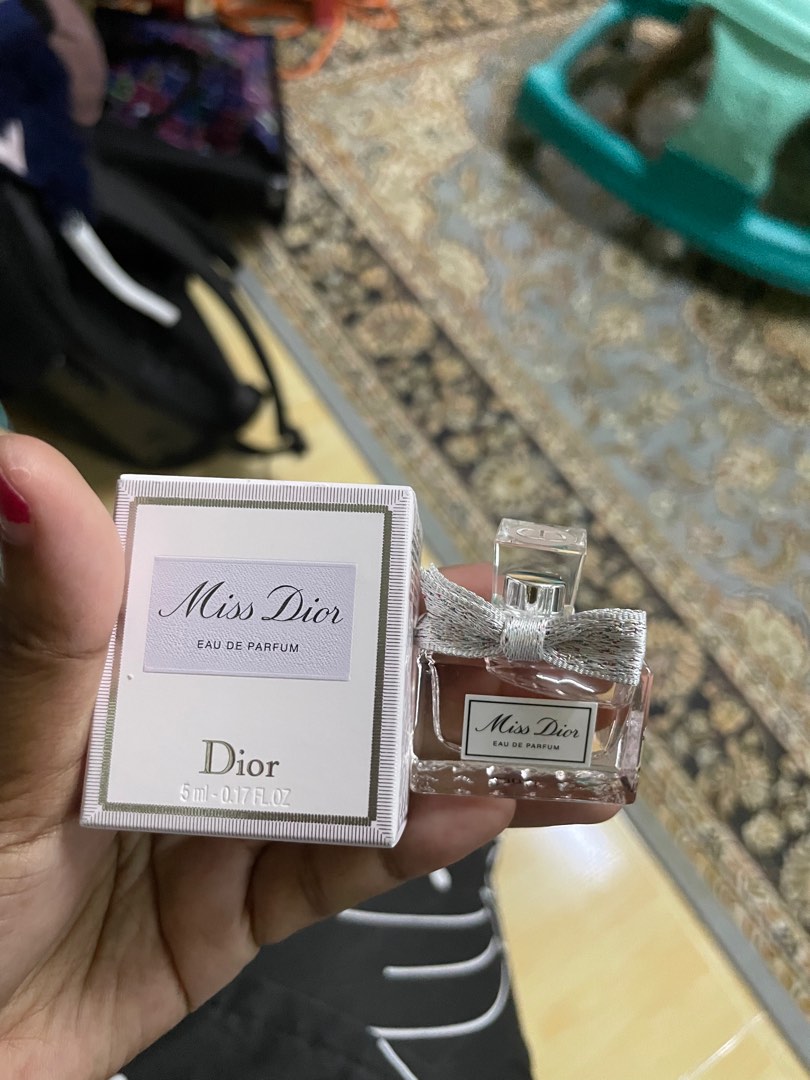 Miss Dior
EAU DE PARFUM
Dior
5 ml - 0.17 FL OZ
Miss Dior
EAU DE PARFUM